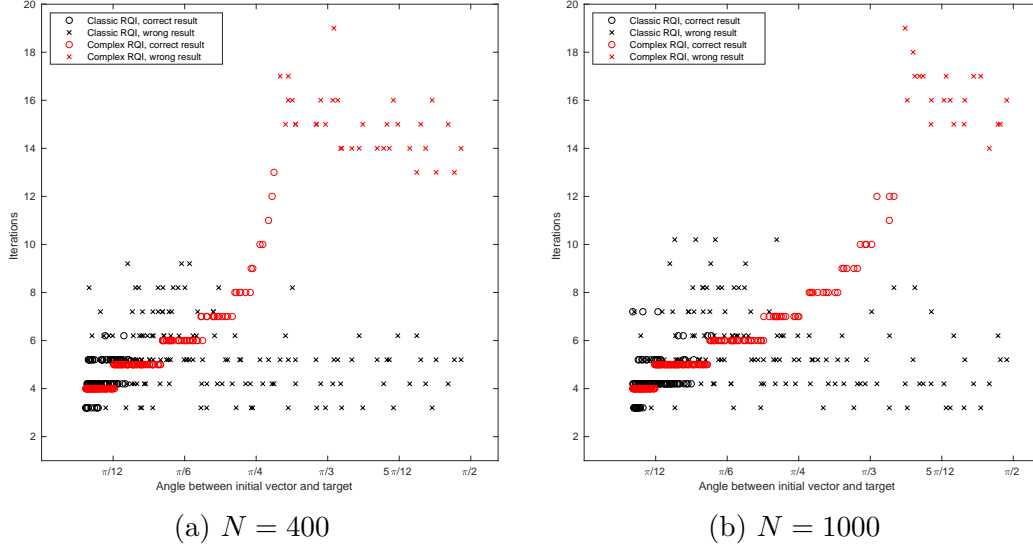 20
18
16
14
12
10
8
6
4
2
Iterations
Classic RQI, correct result
Classic RQI, wrong result
Complex RQI, correct result
Complex RQI, wrong result
π/12
π/6
π/4
π/3
5π/12
π/2
Angle between initial vector and target
(a) N = 400
20
18
16
14
12
10
8
6
4
2
Iterations
Classic RQI, correct result
Classic RQI, wrong result
Complex RQI, correct result
Complex RQI, wrong result
π/12
π/6
π/4
π/3
5π/12
π/2
Angle between initial vector and target
(b) N = 1000